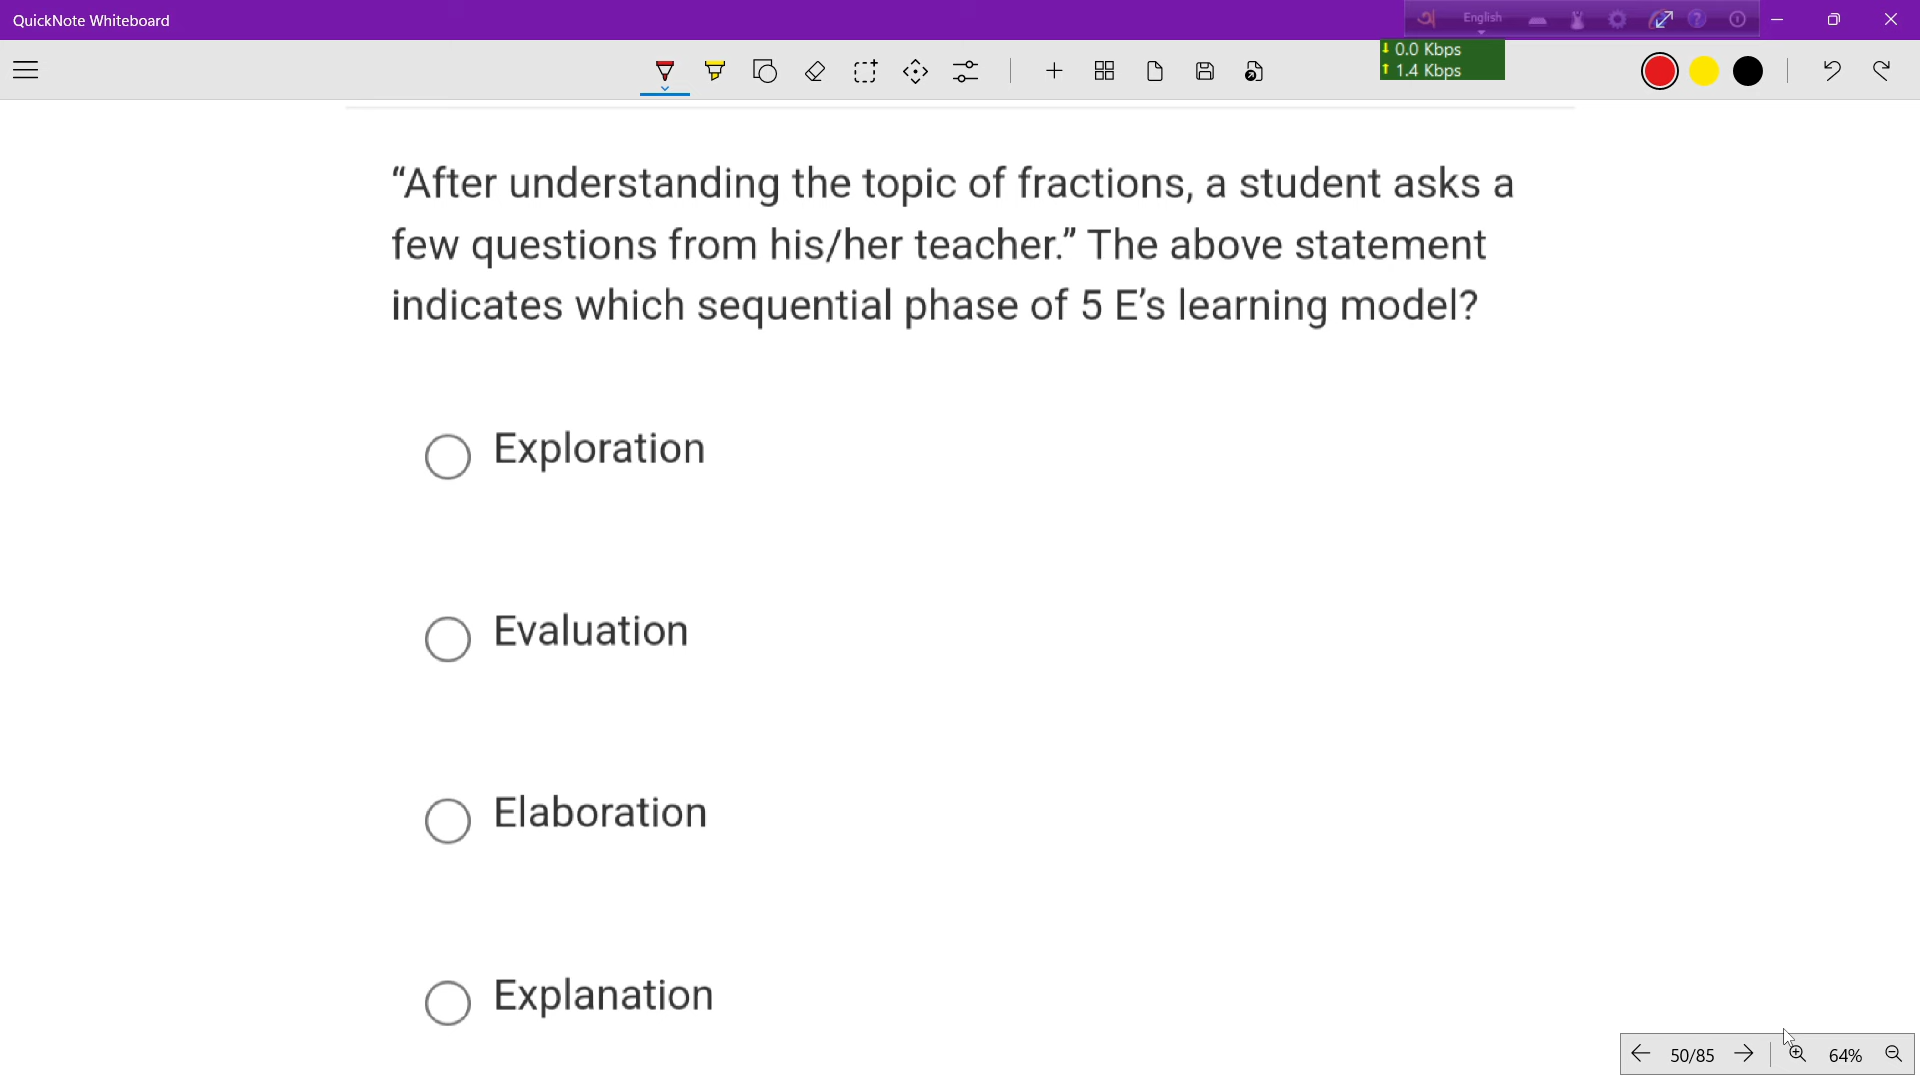 QuickNote Whiteboard
English
0.0 Kbps
1.4 Kbps
“After understanding the topic of fractions, a student asks a
few questions from his/her teacher.” The above statement
indicates which sequential phase of 5 E’s learning model?
Exploration
Evaluation
Elaboration
Explanation
50/85
64%